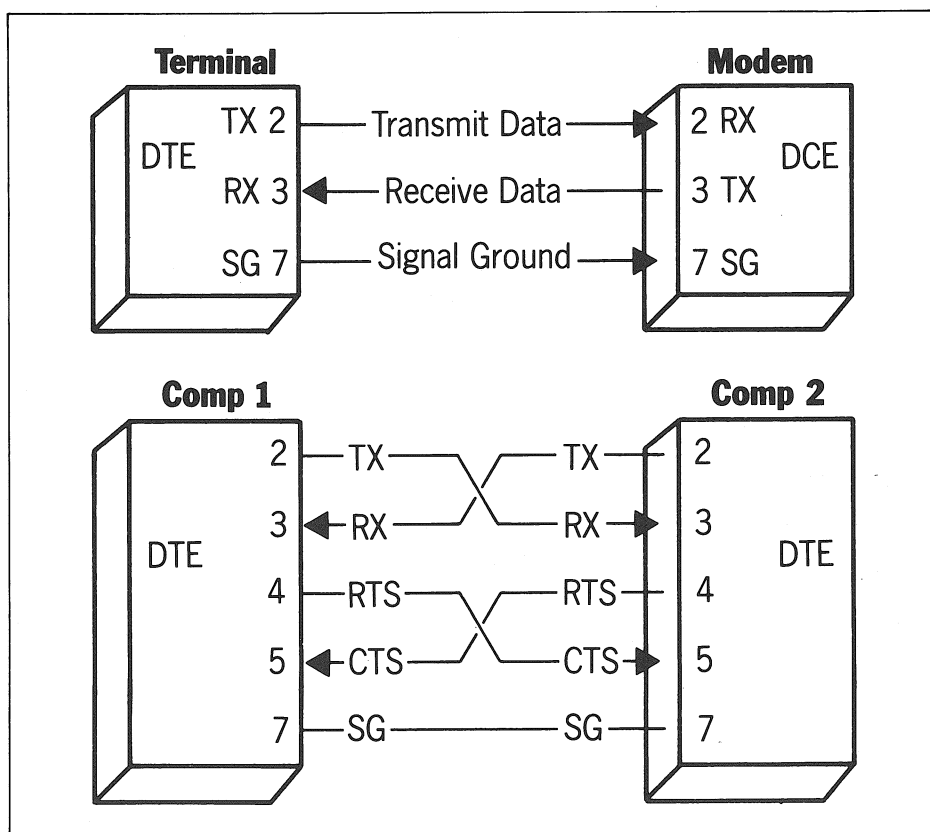 Terminal Modem
TX 2 Transmit Data 2 RX
DTE DCE
RX 3 Receive Data 3 TX
SG 7 Signal Ground 7 SG
Comp 1 Comp 2
2 TX TX 2
3 RX RX 3
DTE DTE
4 RTS RTS 4
5 CTS CTS 5
7 SG SG 7